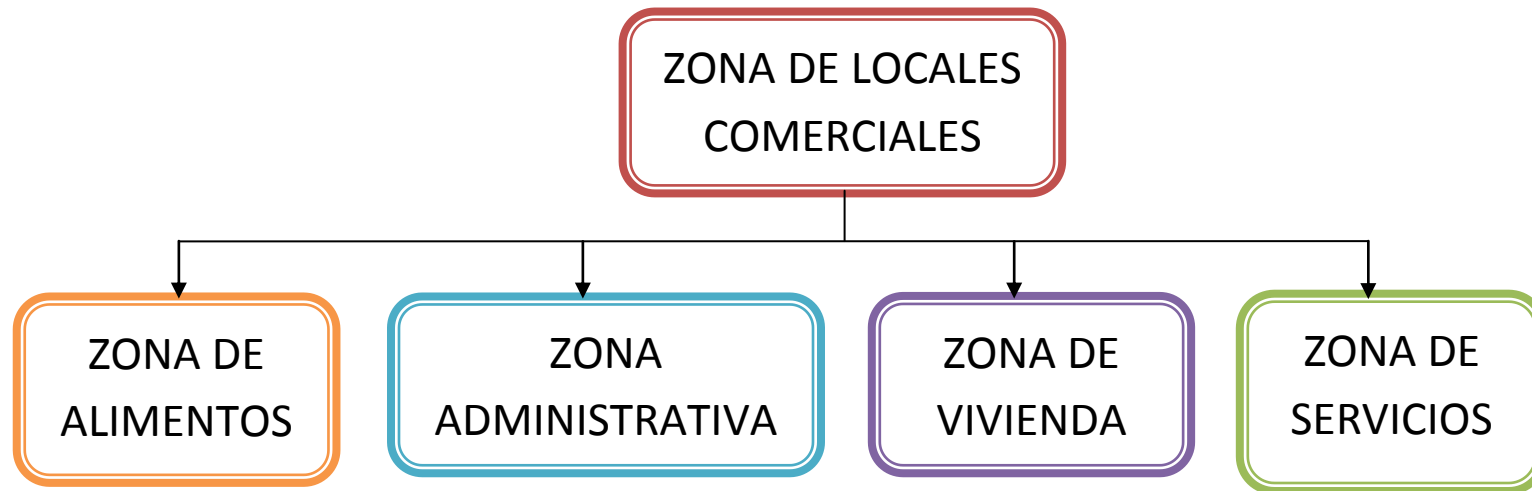 ZONA DE LOCALES
COMERCIALES
ZONA DE
ALIMENTOS
ZONA
ADMINISTRATIVA
ZONA DE
VIVIENDA
ZONA DE
SERVICIOS